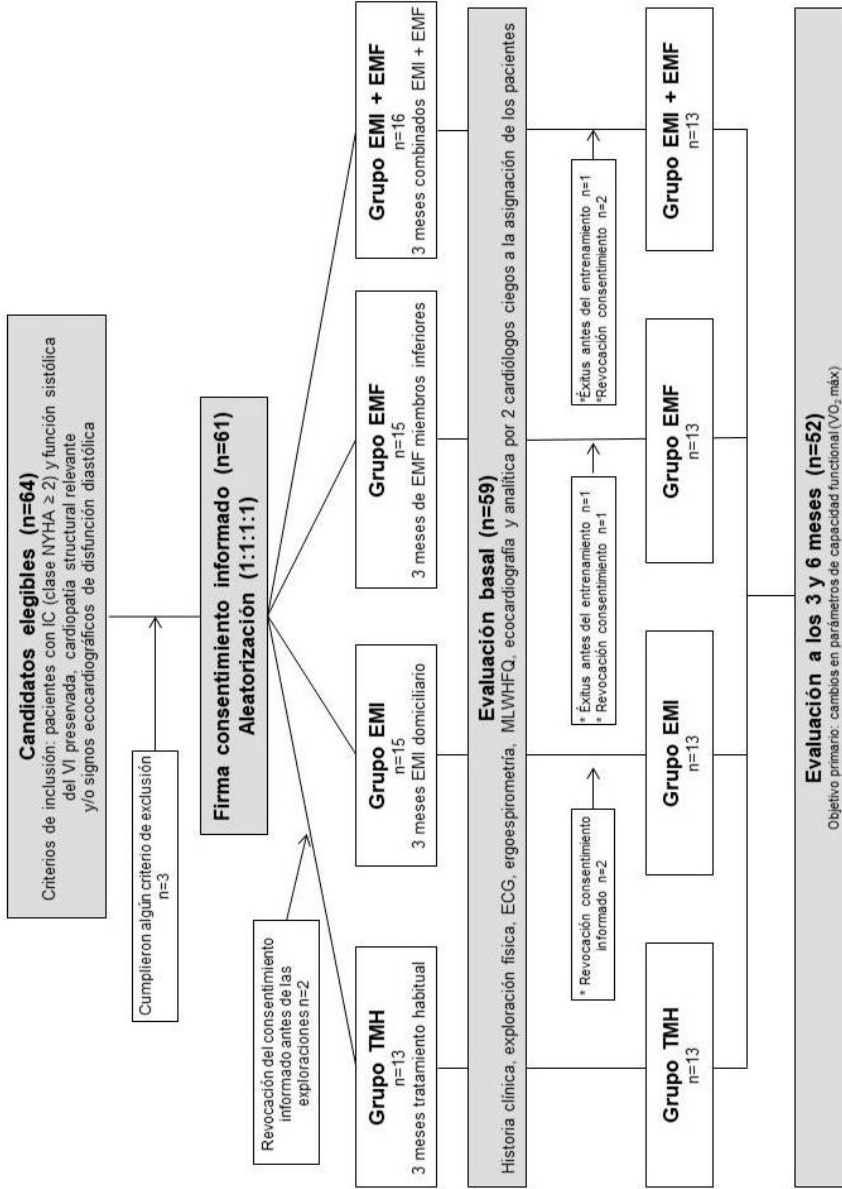 Candidatos elegibles (n=64)
Criterios de inclusión: pacientes con IC (clase NYHA ≥ 2) y función sistólica
del VI preservada, cardiopatía structural relevante
y/o signos ecocardiográficos de disfunción diastólica
Cumplieron algún criterio de exclusión
n=3
Firma consentimiento informado (n=61)
Aleatorización (1:1:1:1)
Revocación del consentimiento
informado antes de las
exploraciones n=2
Grupo TMH
n=13
3 meses tratamiento habitual
Grupo EMI
n=15
3 meses EMI domiciliario
Grupo EMF
n=15
3 meses de EMF miembros inferiores
Grupo EMI + EMF
n=16
3 meses combinados EMI + EMF
Evaluación basal (n=59)
Historia clínica, exploración física, ECG, ergoespirometría, MLWHFQ, ecocardiografía y analítica por 2 cardiólogos ciegos a la asignación de los pacientes
* Revocación consentimiento
informado n=2
* Éxitus antes del entrenamiento n=1
* Revocación consentimiento n=1
*Éxitus antes del entrenamiento n=1
*Revocación consentimiento n=2
Grupo TMH
n=13
Grupo EMI
n=13
Grupo EMF
n=13
Grupo EMI + EMF
n=13
Evaluación a los 3 y 6 meses (n=52)
Objetivo primario: cambios en parámetros de capacidad functional (VO₂ máx)